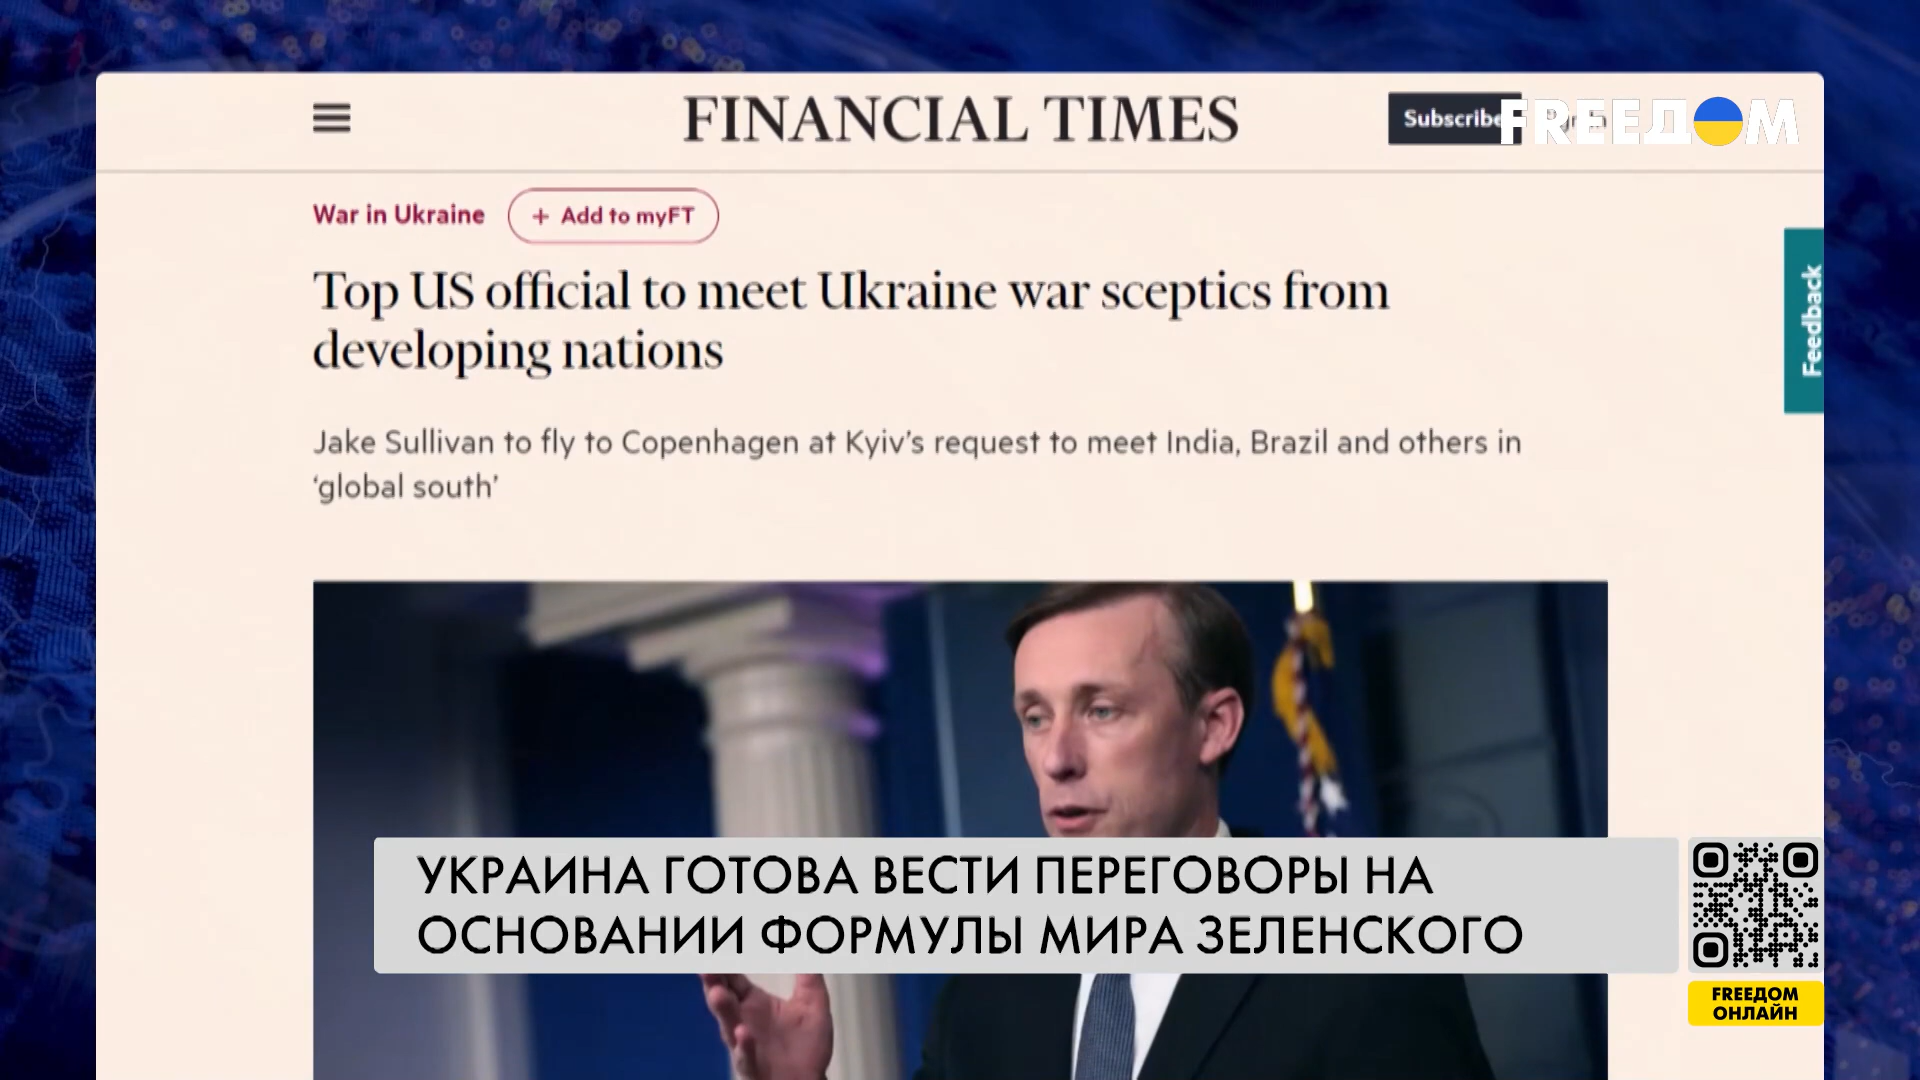 FINANCIAL TIMES
Subscribe
FREEДOM
War in Ukraine
+ Add to myFT
Top US official to meet Ukraine war sceptics from
developing nations
Feedback
Jake Sullivan to fly to Copenhagen at Kyiv's request to meet India, Brazil and others in
‘global south’
УКРАИНА ГОТОВА ВЕСТИ ПЕРЕГОВОРЫ НА
ОСНОВАНИИ ФОРМУЛЫ МИРА ЗЕЛЕНСКОГО
FREEДОМ
ОНЛАЙН